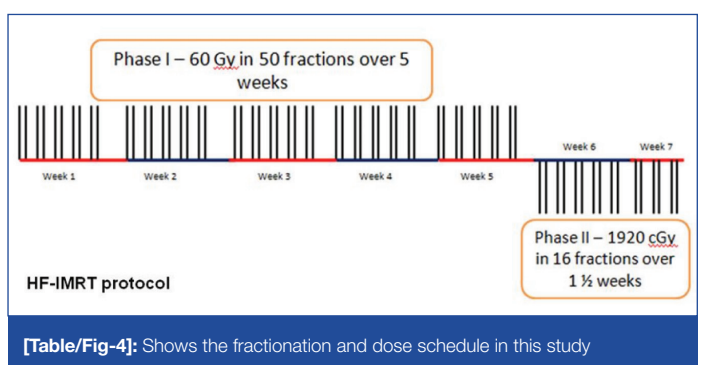 Phase I – 60 Gy in 50 fractions over 5
weeks
Week 1
Week 2
Week 3
Week 4
Week 5
Week 6
Week 7
Phase II – 1920 cGy
in 16 fractions over
1 ½ weeks
HF-IMRT protocol
[Table/Fig-4]: Shows the fractionation and dose schedule in this study